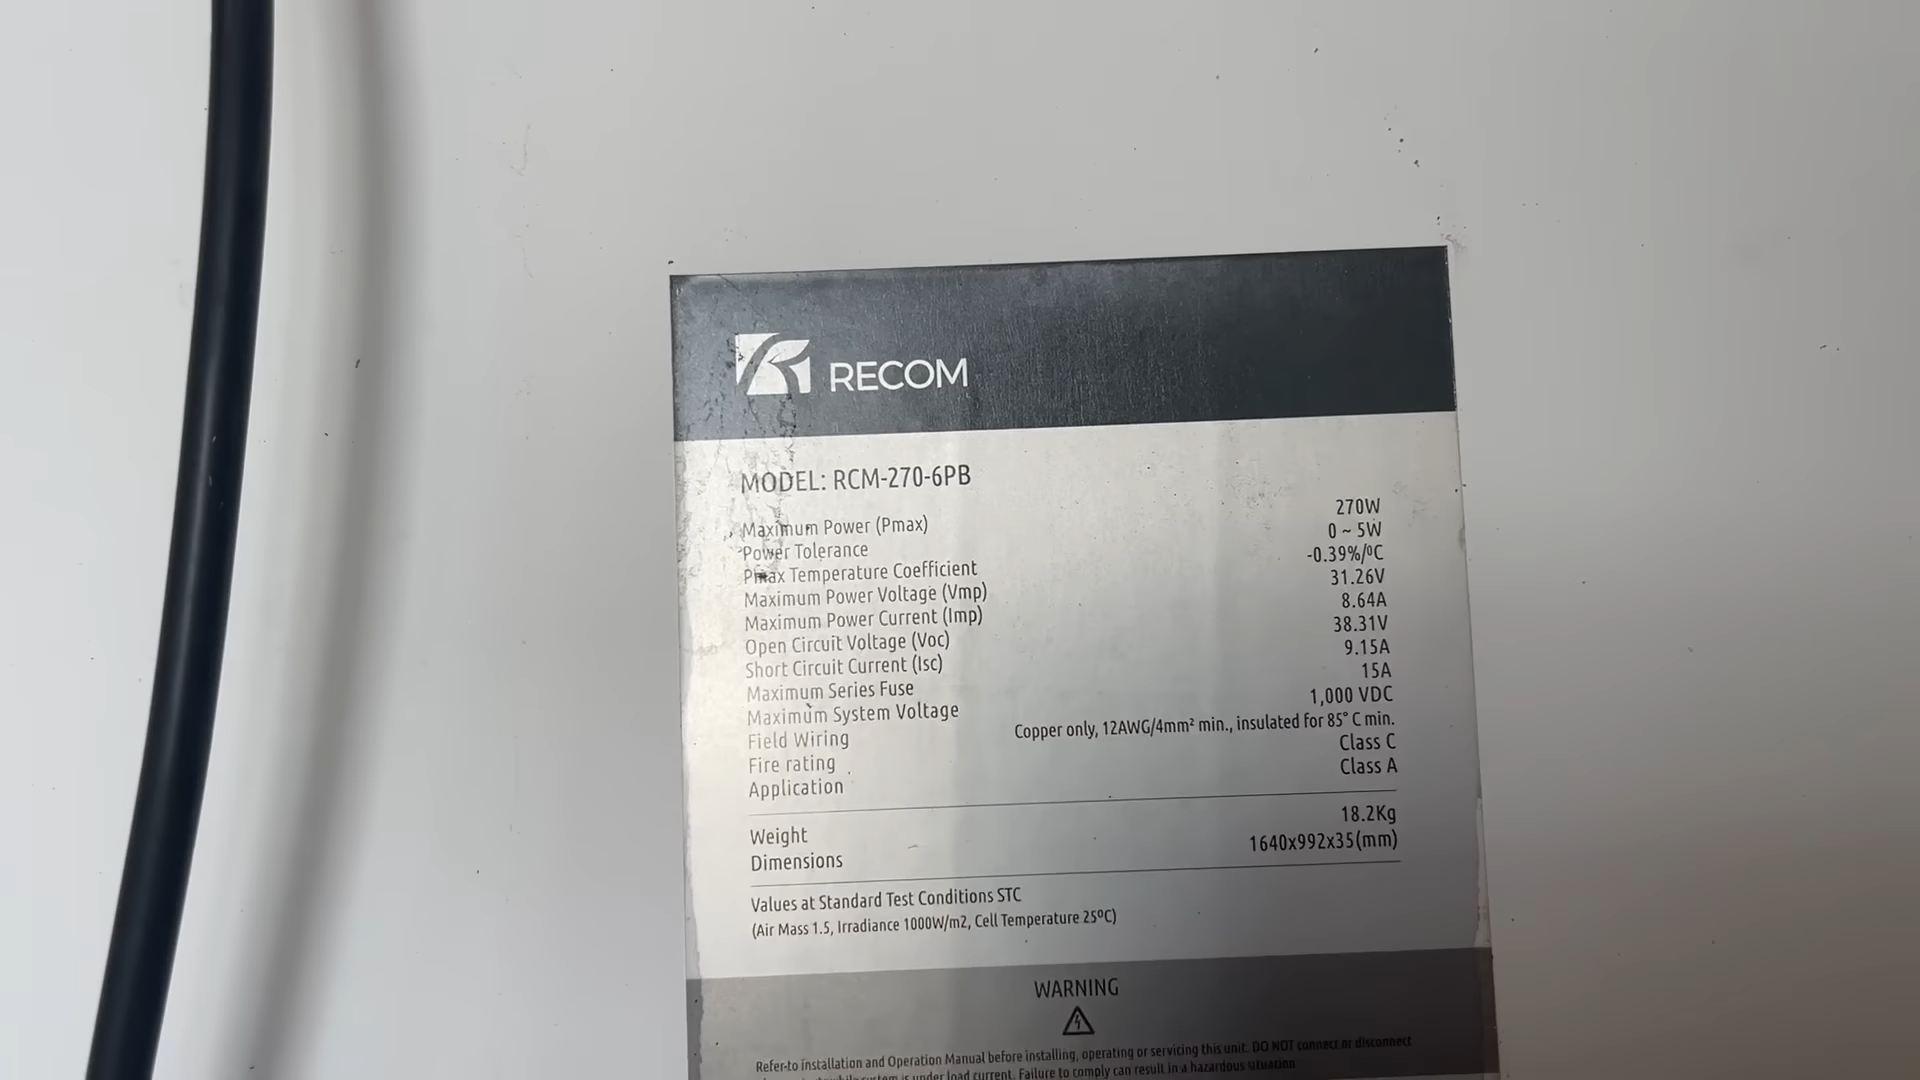 RECOM
MODEL: RCM-270-6PB
Maximum Power (Pmax) 270W
Power Tolerance 0 ~ 5W
Pmax Temperature Coefficient -0.39%/ºC
Maximum Power Voltage (Vmp) 31.26V
Maximum Power Current (Imp) 8.64A
Open Circuit Voltage (Voc) 38.31V
Short Circuit Current (Isc) 9.15A
Maximum Series Fuse 15A
Maximum System Voltage 1,000 VDC
Field Wiring Copper only, 12AWG/4mm² min., insulated for 85° C min.
Fire rating Class C
Application Class A
Weight 18.2Kg
Dimensions 1640x992x35(mm)
Values at Standard Test Conditions STC
(Air Mass 1.5, Irradiance 1000W/m2, Cell Temperature 25ºC)
WARNING
Refer to installation and Operation Manual before installing, operating or servicing this unit. DO NOT connect or disconnect
system is under load current. Failure to comply can result in a hazardous situation